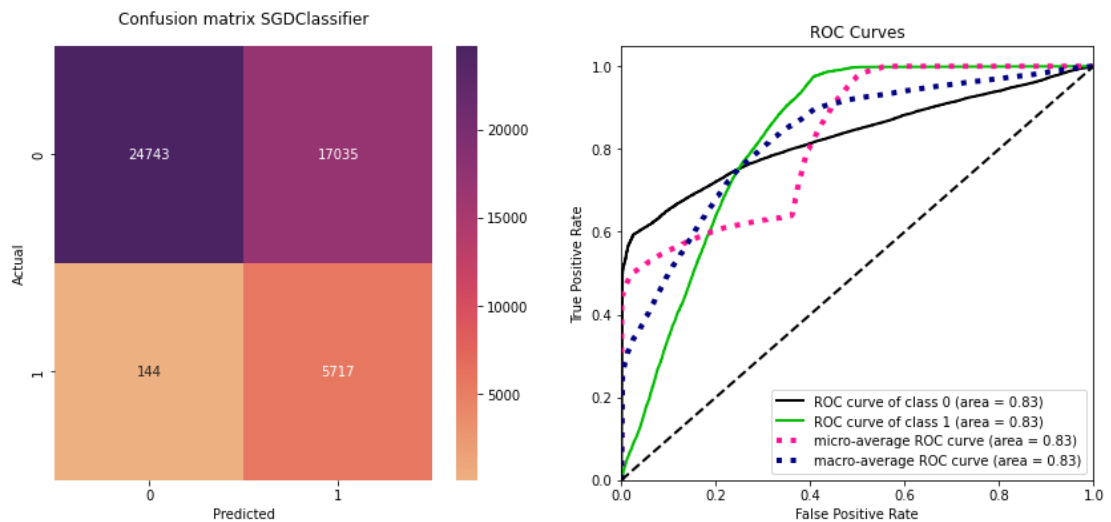 Confusion matrix SGDClassifier
Actual
0
1
24743
17035
144
5717
0
1
Predicted
20000
15000
10000
5000
ROC Curves
True Positive Rate
1.0
0.8
0.6
0.4
0.2
0.0
ROC curve of class 0 (area = 0.83)
ROC curve of class 1 (area = 0.83)
micro-average ROC curve (area = 0.83)
macro-average ROC curve (area = 0.83)
0.0
0.2
0.4
0.6
0.8
1.0
False Positive Rate